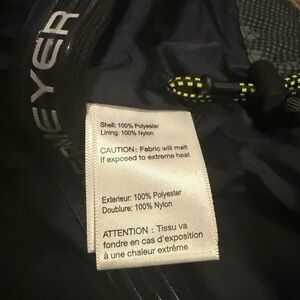 Shell: 100% Polyester
Lining: 100% Nylon
CAUTION: Fabric will melt
if exposed to extreme heat
Exterieur: 100% Polyester
Doublure: 100% Nylon
ATTENTION : Tissu va
fondre en cas d'exposition
à une chaleur extrême